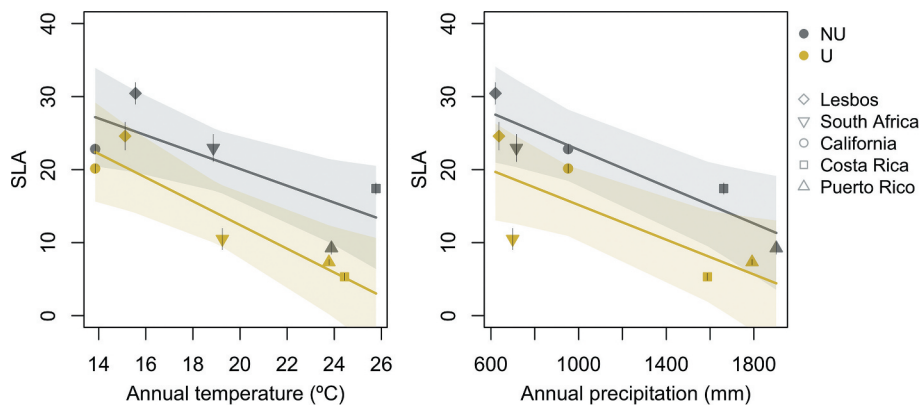 40
30
20
10
0
SLA
14 16 18 20 22 24 26
Annual temperature (ºC)
40
30
20
10
0
SLA
600 1000 1400 1800
Annual precipitation (mm)
NU
U
Lesbos
South Africa
California
Costa Rica
Puerto Rico